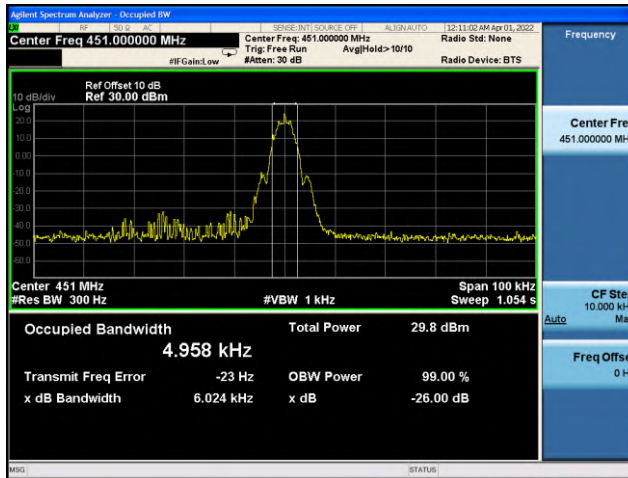 Agilent Spectrum Analyzer - Occupied BW
RF 50 Ω AC SENSE:INT SOURCE OFF ALIGNAUTO 12:11:02 AM Apr 01, 2022
Center Freq 451.000000 MHz Center Freq: 451.000000 MHz Radio Std: None
Trig: Free Run Avg|Hold:>10/10
#IFGain:Low #Atten: 30 dB Radio Device: BTS
Ref Offset 10 dB
10 dB/div Ref 30.00 dBm
Log
20.0
10.0
0.00
-10.0
-20.0
-30.0
-40.0
-50.0
-60.0
Center 451 MHz Span 100 kHz
#Res BW 300 Hz #VBW 1 kHz Sweep 1.054 s
Occupied Bandwidth Total Power 29.8 dBm
4.958 kHz
Transmit Freq Error -23 Hz OBW Power 99.00 %
x dB Bandwidth 6.024 kHz x dB -26.00 dB
MSG STATUS
Frequency
Center Fre
451.000000 MH
CF Ste
10.000 kH
Auto Ma
Freq Offse
0 H